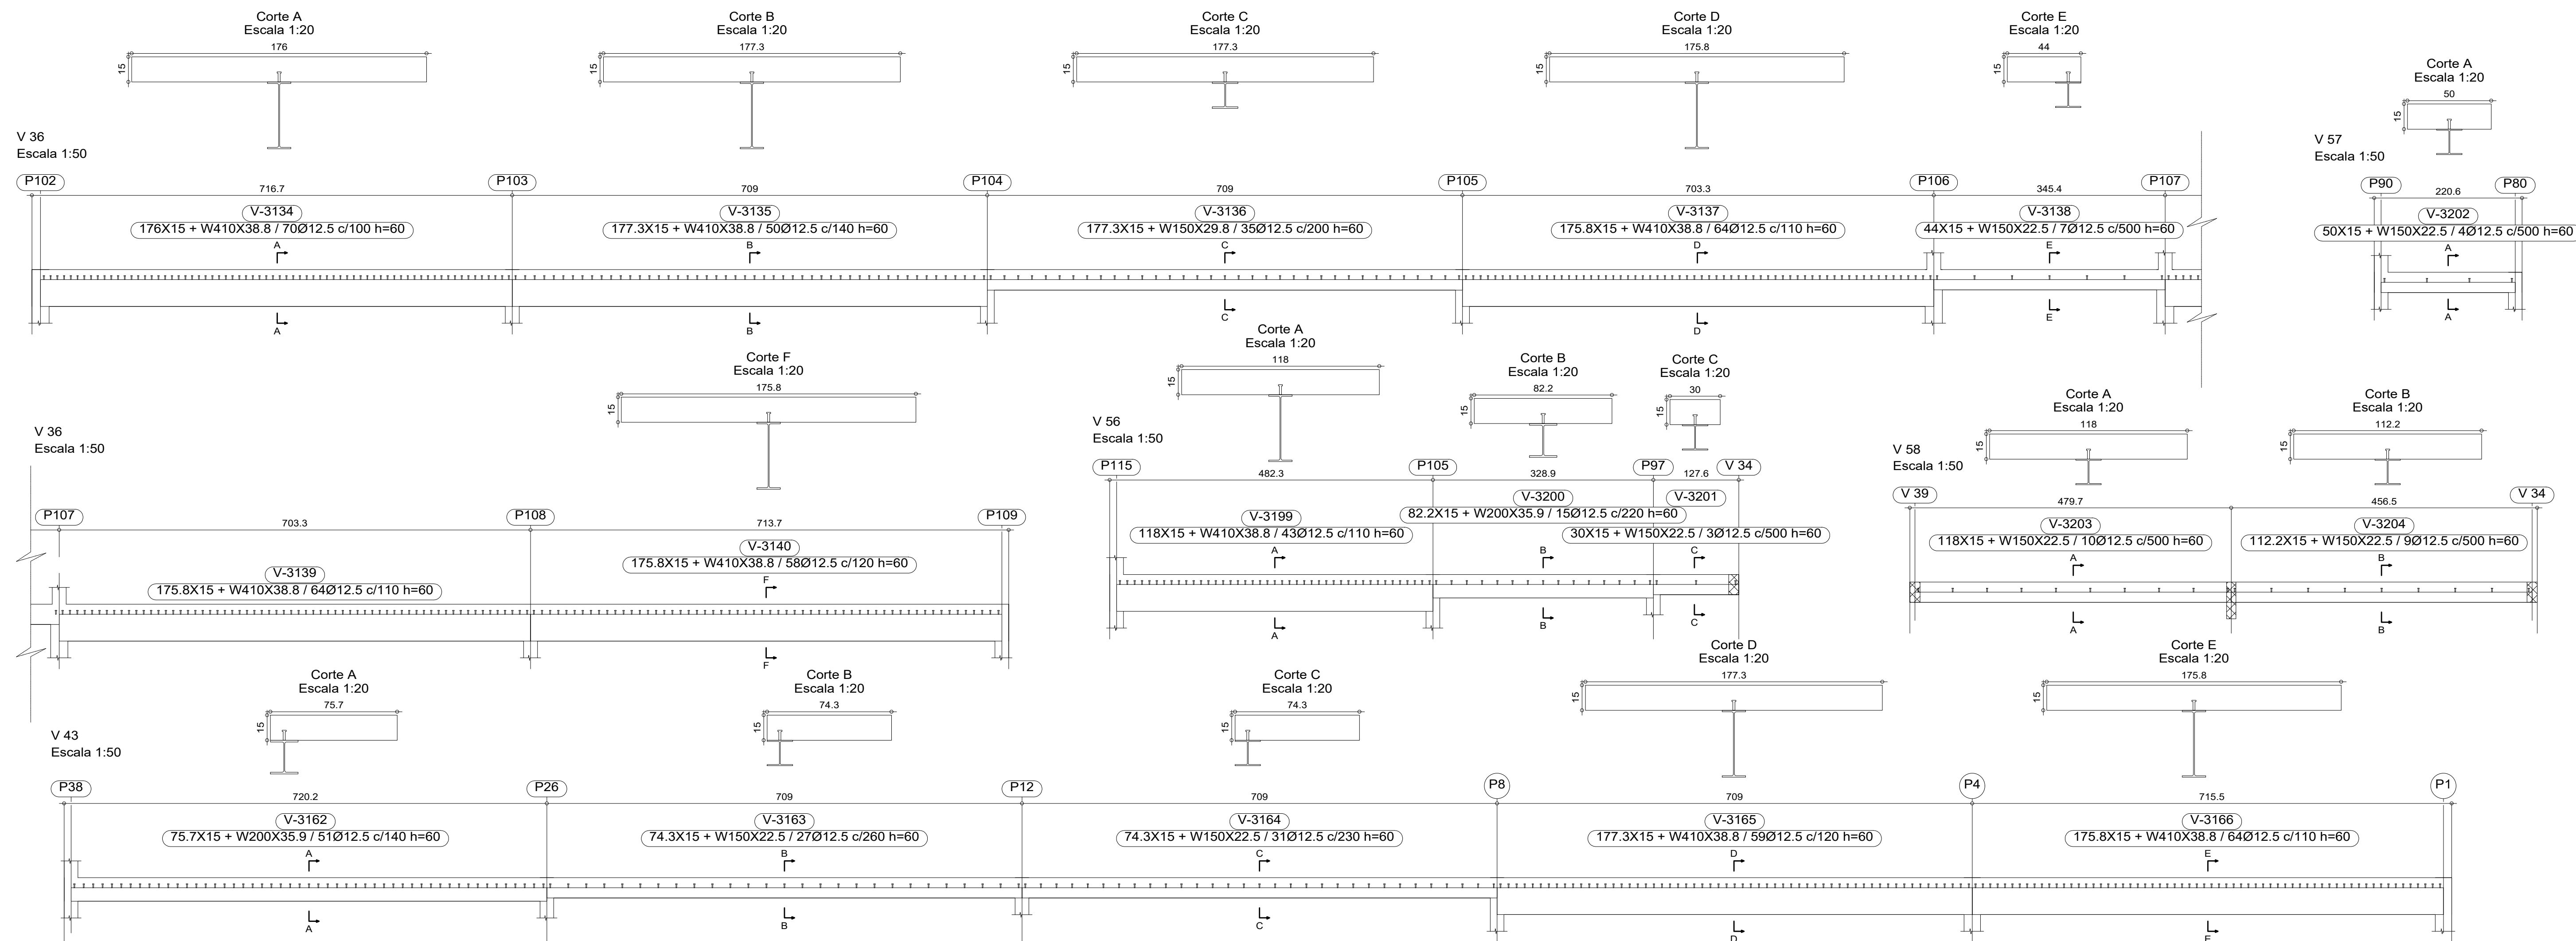 Corte A
Escala 1:20
176
15
Corte B
Escala 1:20
177.3
15
Corte C
Escala 1:20
177.3
15
Corte D
Escala 1:20
175.8
15
Corte E
Escala 1:20
44
15
V 36
Escala 1:50
P102
P103
P104
P105
P106
P107
716.7
709
709
703.3
345.4
V-3134
176X15 + W410X38.8 / 70Ø12.5 c/100 h=60
V-3135
177.3X15 + W410X38.8 / 50Ø12.5 c/140 h=60
V-3136
177.3X15 + W150X29.8 / 35Ø12.5 c/200 h=60
V-3137
175.8X15 + W410X38.8 / 64Ø12.5 c/110 h=60
V-3138
44X15 + W150X22.5 / 7Ø12.5 c/500 h=60
A
B
C
D
E
A
B
C
D
E
Corte A
Escala 1:20
50
15
V 57
Escala 1:50
P90
P80
220.6
V-3202
50X15 + W150X22.5 / 4Ø12.5 c/500 h=60
A
A
Corte F
Escala 1:20
175.8
15
V 36
Escala 1:50
P107
P108
P109
703.3
713.7
V-3139
175.8X15 + W410X38.8 / 64Ø12.5 c/110 h=60
V-3140
175.8X15 + W410X38.8 / 58Ø12.5 c/120 h=60
F
F
Corte A
Escala 1:20
118
15
Corte B
Escala 1:20
82.2
15
Corte C
Escala 1:20
30
15
V 56
Escala 1:50
P115
P105
P97
V 34
482.3
328.9
127.6
V-3199
118X15 + W410X38.8 / 43Ø12.5 c/110 h=60
V-3200
82.2X15 + W200X35.9 / 15Ø12.5 c/220 h=60
V-3201
30X15 + W150X22.5 / 3Ø12.5 c/500 h=60
A
B
C
A
B
C
Corte A
Escala 1:20
118
15
Corte B
Escala 1:20
112.2
15
V 58
Escala 1:50
V 39
V 34
479.7
456.5
V-3203
118X15 + W150X22.5 / 10Ø12.5 c/500 h=60
V-3204
112.2X15 + W150X22.5 / 9Ø12.5 c/500 h=60
A
B
A
B
Corte A
Escala 1:20
75.7
15
Corte B
Escala 1:20
74.3
15
Corte C
Escala 1:20
74.3
15
Corte D
Escala 1:20
177.3
15
Corte E
Escala 1:20
175.8
15
V 43
Escala 1:50
P38
P26
P12
P8
P4
P1
720.2
709
709
709
715.5
V-3162
75.7X15 + W200X35.9 / 51Ø12.5 c/140 h=60
V-3163
74.3X15 + W150X22.5 / 27Ø12.5 c/260 h=60
V-3164
74.3X15 + W150X22.5 / 31Ø12.5 c/230 h=60
V-3165
177.3X15 + W410X38.8 / 59Ø12.5 c/120 h=60
V-3166
175.8X15 + W410X38.8 / 64Ø12.5 c/110 h=60
A
B
C
D
E
A
B
C
D
E